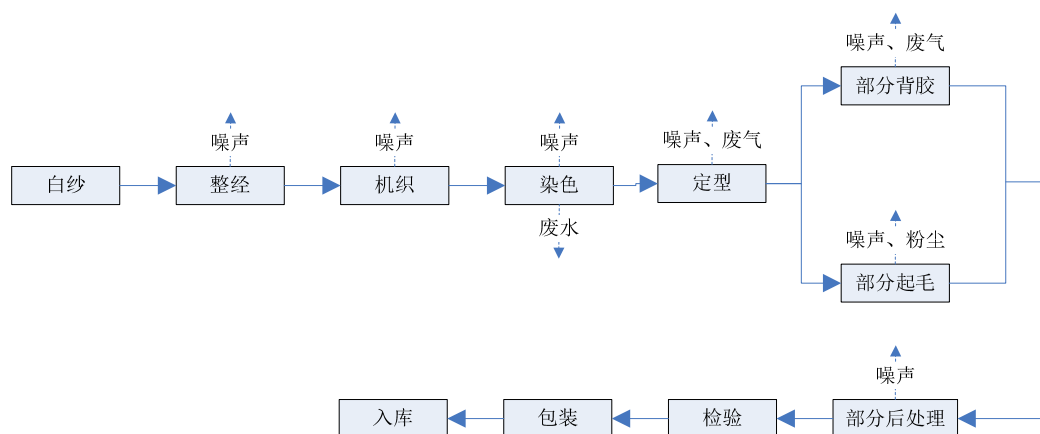 噪声、废气
部分背胶
噪声
噪声
噪声
噪声、废气
白纱
整经
机织
染色
定型
废水
噪声、粉尘
部分起毛
噪声
入库
包装
检验
部分后处理